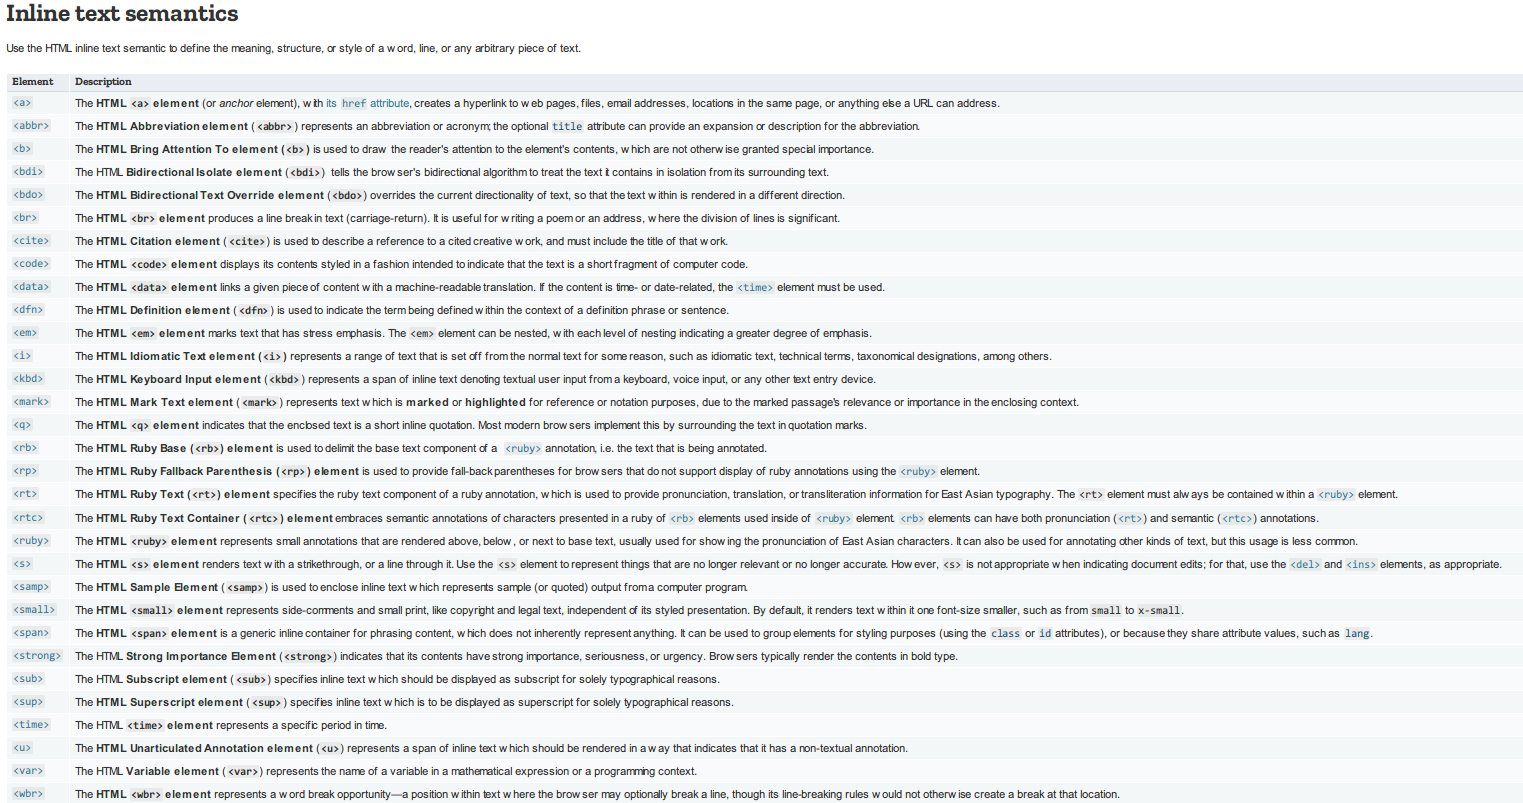 Inline text semantics
Use the HTML inline text semantic to define the meaning, structure, or style of a word, line, or any arbitrary piece of text.
Element Description
<a> The HTML <a> element (or anchor element), with its href attribute, creates a hyperlink to web pages, files, email addresses, locations in the same page, or anything else a URL can address.
<abbr> The HTML Abbreviation element (<abbr>) represents an abbreviation or acronym; the optional title attribute can provide an expansion or description for the abbreviation.
<b> The HTML Bring Attention To element (<b>) is used to draw the reader's attention to the element's contents, which are not otherwise granted special importance.
<bdi> The HTML Bidirectional Isolate element (<bdi>) tells the browser's bidirectional algorithm to treat the text it contains in isolation from its surrounding text.
<bdo> The HTML Bidirectional Text Override element (<bdo>) overrides the current directionality of text, so that the text within is rendered in a different direction.
<br> The HTML <br> element produces a line break in text (carriage-return). It is useful for writing a poem or an address, where the division of lines is significant.
<cite> The HTML Citation element (<cite>) is used to describe a reference to a cited creative work, and must include the title of that work.
<code> The HTML <code> element displays its contents styled in a fashion intended to indicate that the text is a short fragment of computer code.
<data> The HTML <data> element links a given piece of content with a machine-readable translation. If the content is time- or date-related, the <time> element must be used.
<dfn> The HTML Definition element (<dfn>) is used to indicate the term being defined within the context of a definition phrase or sentence.
<em> The HTML <em> element marks text that has stress emphasis. The <em> element can be nested, with each level of nesting indicating a greater degree of emphasis.
<i> The HTML Idiomatic Text element (<i>) represents a range of text that is set off from the normal text for some reason, such as idiomatic text, technical terms, taxonomical designations, among others.
<kbd> The HTML Keyboard Input element (<kbd>) represents a span of inline text denoting textual user input from a keyboard, voice input, or any other text entry device.
<mark> The HTML Mark Text element (<mark>) represents text which is marked or highlighted for reference or notation purposes, due to the marked passage's relevance or importance in the enclosing context.
<q> The HTML <q> element indicates that the enclosed text is a short inline quotation. Most modern browsers implement this by surrounding the text in quotation marks.
<rb> The HTML Ruby Base (<rb>) element is used to delimit the base text component of a <ruby> annotation, i.e. the text that is being annotated.
<rp> The HTML Ruby Fallback Parenthesis (<rp>) element is used to provide fall-back parentheses for browsers that do not support display of ruby annotations using the <ruby> element.
<rt> The HTML Ruby Text (<rt>) element specifies the ruby text component of a ruby annotation, which is used to provide pronunciation, translation, or transliteration information for East Asian typography. The <rt> element must always be contained within a <ruby> element.
<rtc> The HTML Ruby Text Container (<rtc>) element embraces semantic annotations of characters presented in a ruby of <rb> elements used inside of <ruby> element. <rb> elements can have both pronunciation (<rt>) and semantic (<rtc>) annotations.
<ruby> The HTML <ruby> element represents small annotations that are rendered above, below, or next to base text, usually used for showing the pronunciation of East Asian characters. It can also be used for annotating other kinds of text, but this usage is less common.
<s> The HTML <s> element renders text with a strikethrough, or a line through it. Use the <s> element to represent things that are no longer relevant or no longer accurate. However, <s> is not appropriate when indicating document edits; for that, use the <del> and <ins> elements, as appropriate.
<samp> The HTML Sample Element (<samp>) is used to enclose inline text which represents sample (or quoted) output from a computer program.
<small> The HTML <small> element represents side-comments and small print, like copyright and legal text, independent of its styled presentation. By default, it renders text within it one font-size smaller, such as from small to x-small.
<span> The HTML <span> element is a generic inline container for phrasing content, which does not inherently represent anything. It can be used to group elements for styling purposes (using the class or id attributes), or because they share attribute values, such as lang.
<strong> The HTML Strong Importance Element (<strong>) indicates that its contents have strong importance, seriousness, or urgency. Browsers typically render the contents in bold type.
<sub> The HTML Subscript element (<sub>) specifies inline text which should be displayed as subscript for solely typographical reasons.
<sup> The HTML Superscript element (<sup>) specifies inline text which is to be displayed as superscript for solely typographical reasons.
<time> The HTML <time> element represents a specific period in time.
<u> The HTML Unarticulated Annotation element (<u>) represents a span of inline text which should be rendered in a way that indicates that it has a non-textual annotation.
<var> The HTML Variable element (<var>) represents the name of a variable in a mathematical expression or a programming context.
<wbr> The HTML <wbr> element represents a word break opportunity—a position within text where the browser may optionally break a line, though its line-breaking rules would not otherwise create a break at that location.